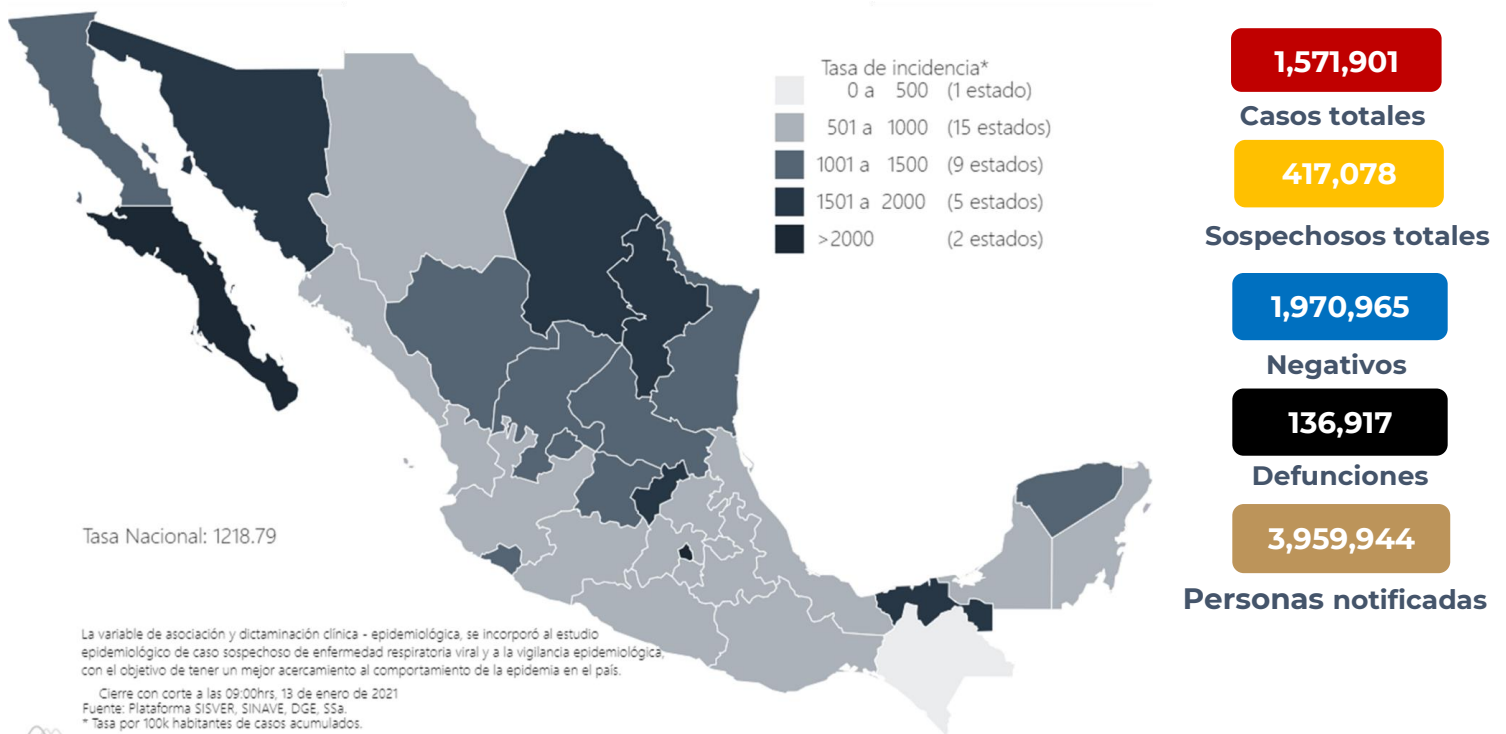 Tasa de incidencia*
0 a 500 (1 estado)
501 a 1000 (15 estados)
1001 a 1500 (9 estados)
1501 a 2000 (5 estados)
>2000 (2 estados)
Tasa Nacional: 1218.79
La variable de asociación y dictaminación clínica - epidemiológica, se incorporó al estudio
epidemiológico de caso sospechoso de enfermedad respiratoria viral y a la vigilancia epidemiológica,
con el objetivo de tener un mejor acercamiento al comportamiento de la epidemia en el país.
Cierre con corte a las 09:00hrs, 13 de enero de 2021
Fuente: Plataforma SISVER, SINAVE, DGE, SSa.
* Tasa por 100k habitantes de casos acumulados.
1,571,901
Casos totales
417,078
Sospechosos totales
1,970,965
Negativos
136,917
Defunciones
3,959,944
Personas notificadas